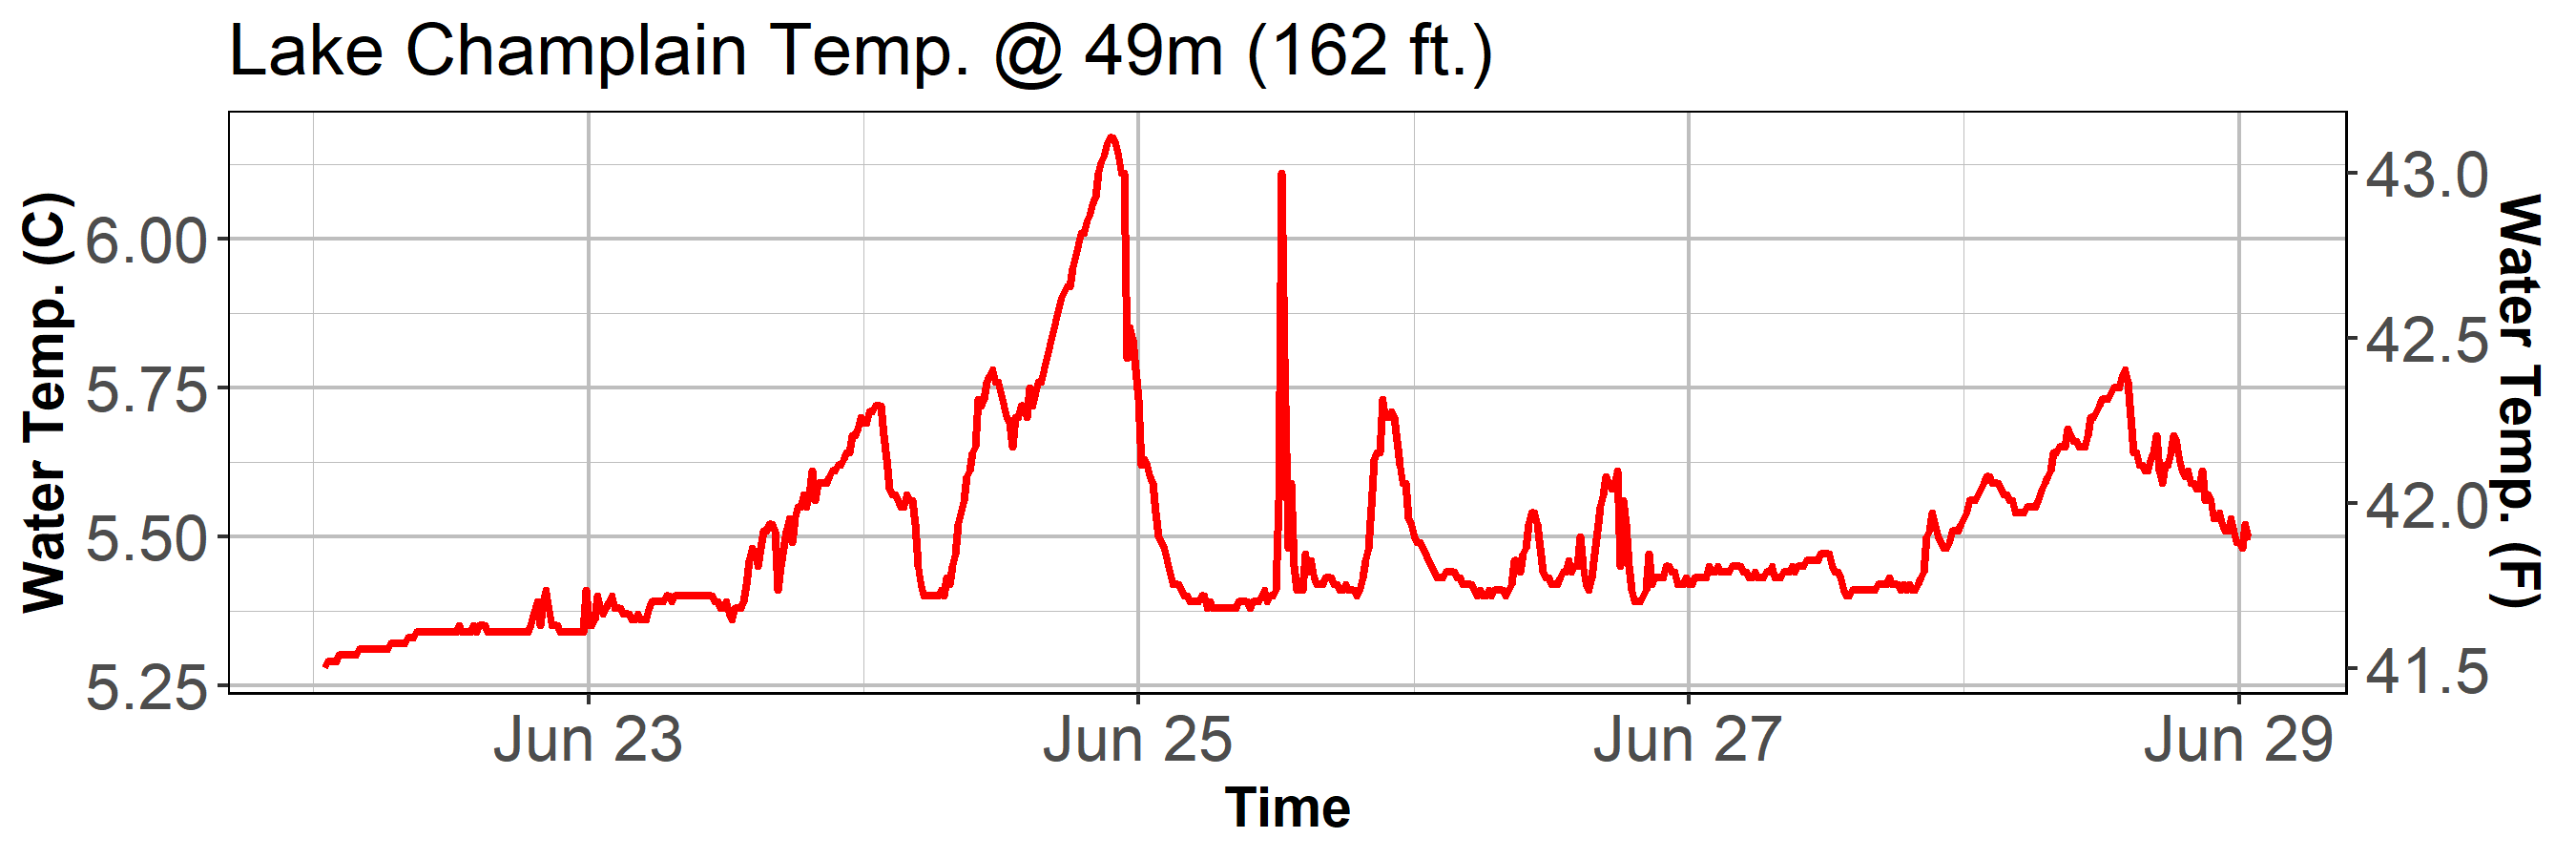 Lake Champlain Temp. @ 49m (162 ft.)
Water Temp. (C)
6.00
5.75
5.50
5.25
43.0
42.5
42.0
41.5
Water Temp. (F)
Jun 23
Jun 25
Jun 27
Jun 29
Time